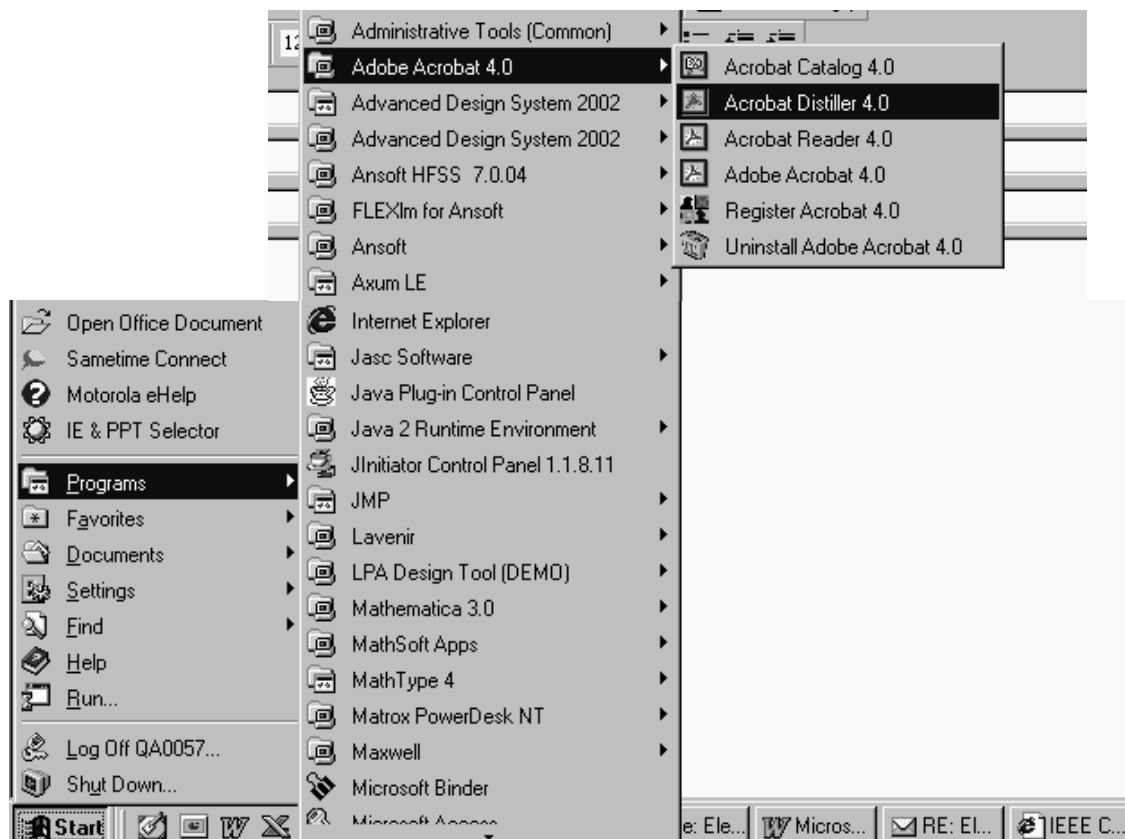 12
Administrative Tools (Common)
Adobe Acrobat 4.0
Advanced Design System 2002
Advanced Design System 2002
Ansoft HFSS 7.0.04
FLEXlm for Ansoft
Ansoft
Axum LE
Internet Explorer
Jasc Software
Java Plug-in Control Panel
Java 2 Runtime Environment
JInitiator Control Panel 1.1.8.11
JMP
Lavenir
LPA Design Tool (DEMO)
Mathematica 3.0
MathSoft Apps
MathType 4
Matrox PowerDesk NT
Maxwell
Microsoft Binder
Microsoft Access
Acrobat Catalog 4.0
Acrobat Distiller 4.0
Acrobat Reader 4.0
Adobe Acrobat 4.0
Register Acrobat 4.0
Uninstall Adobe Acrobat 4.0
Open Office Document
Sametime Connect
Motorola eHelp
IE & PPT Selector
Programs
Favorites
Documents
Settings
Find
Help
Run...
Log Off QA0057...
Shut Down...
Start
e: Ele... Micros... RE: El... IEEE C...